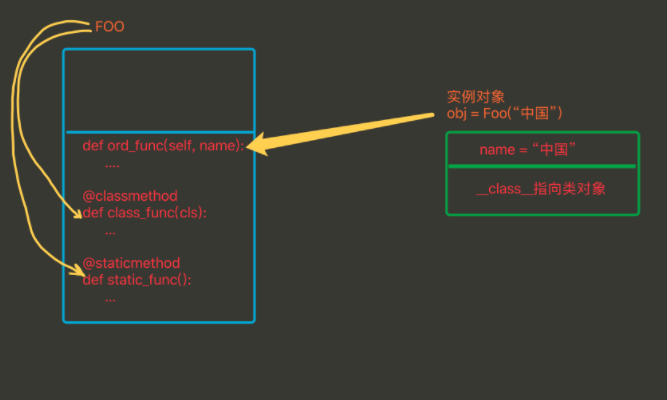 FOO
def ord_func(self, name):
....
@classmethod
def class_func(cls):
...
@staticmethod
def static_func():
...
实例对象
obj = Foo(“中国”)
name = “中国”
__class__指向类对象